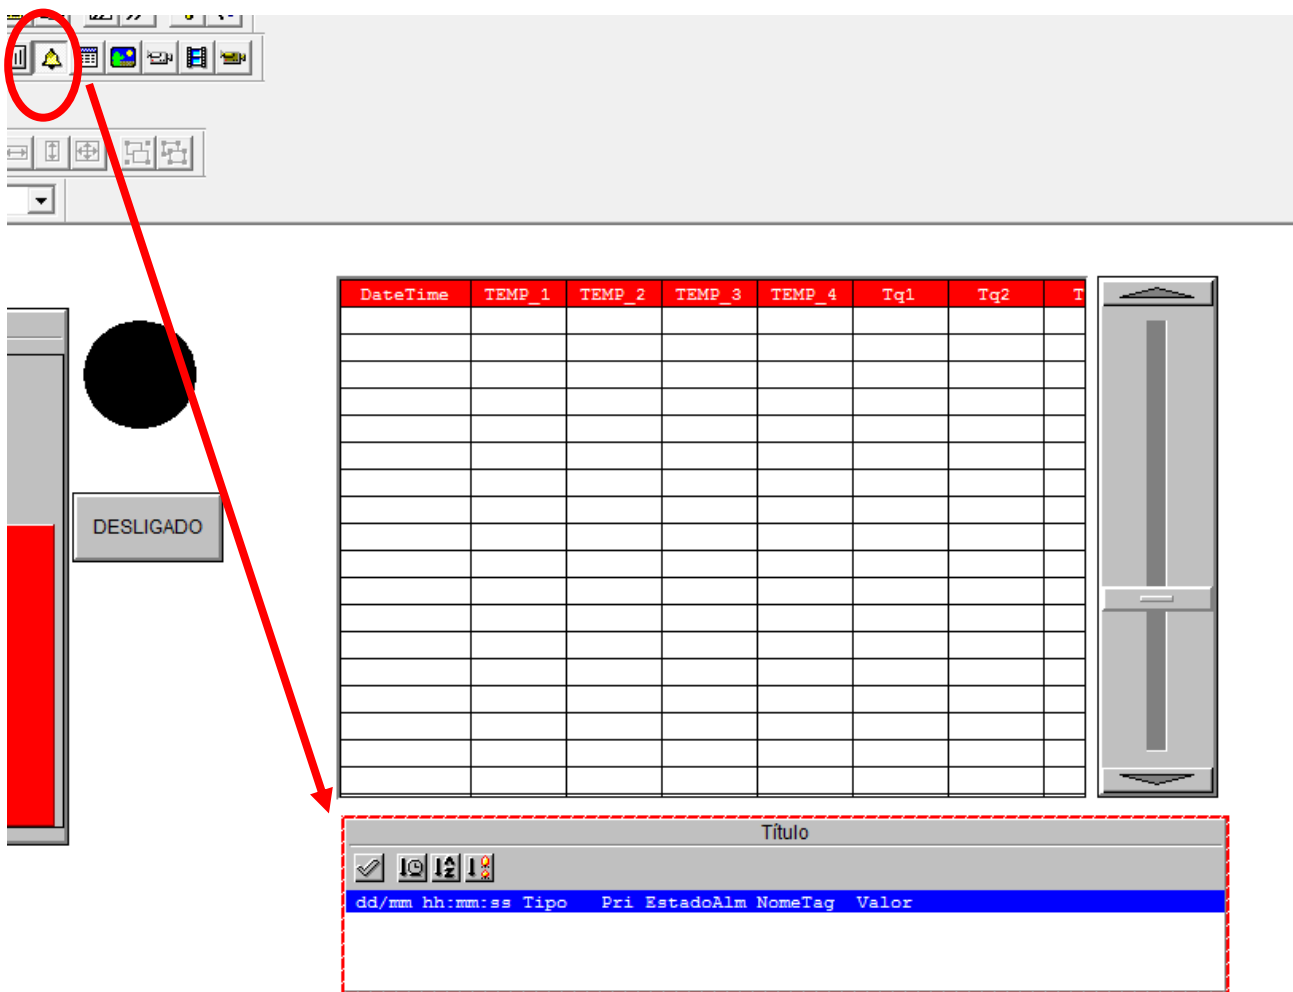 DateTime TEMP_1 TEMP_2 TEMP_3 TEMP_4 Tq1 Tq2 T
DESLIGADO
Título
dd/mm hh:mm:ss Tipo Pri EstadoAlm NomeTag Valor